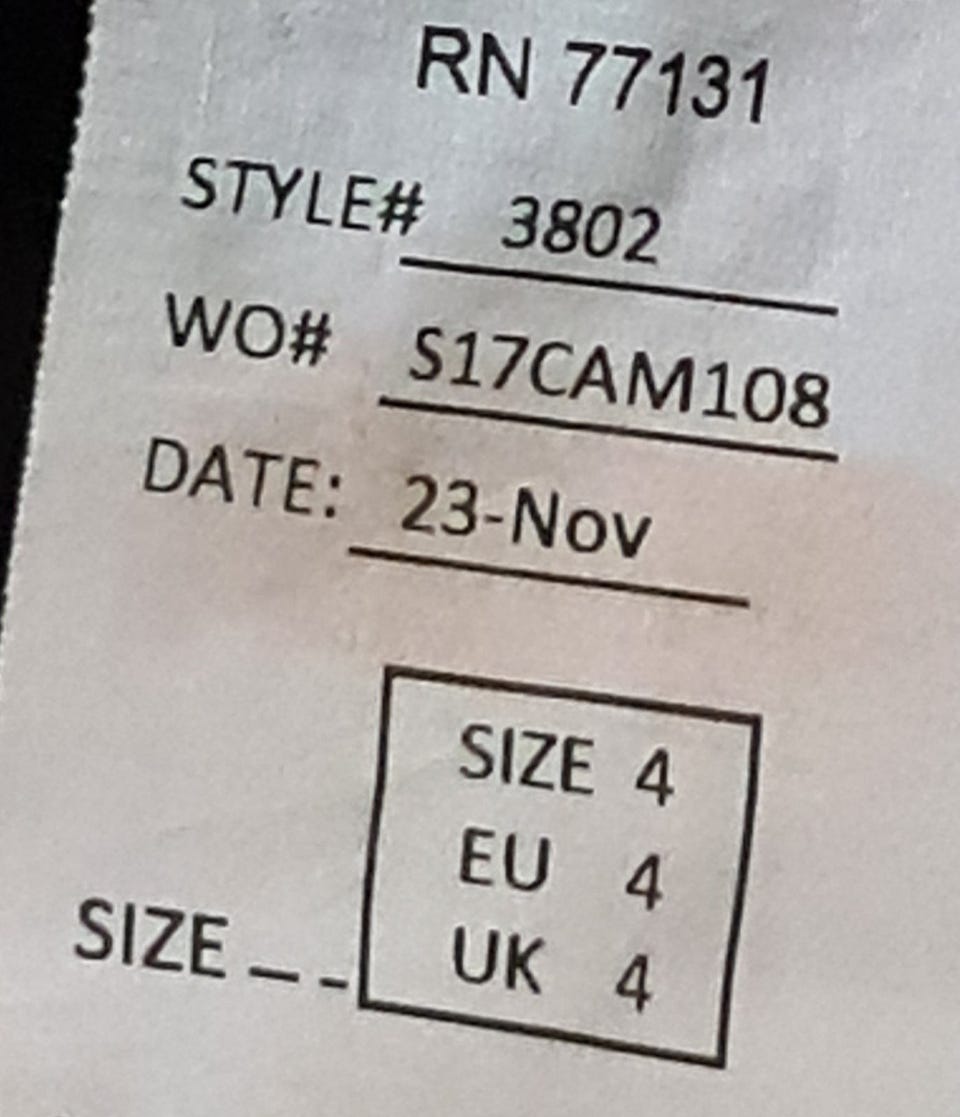 RN 77131
STYLE# 3802
WO# S17CAM108
DATE: 23-Nov
SIZE 4
EU 4
UK 4
SIZE _ _